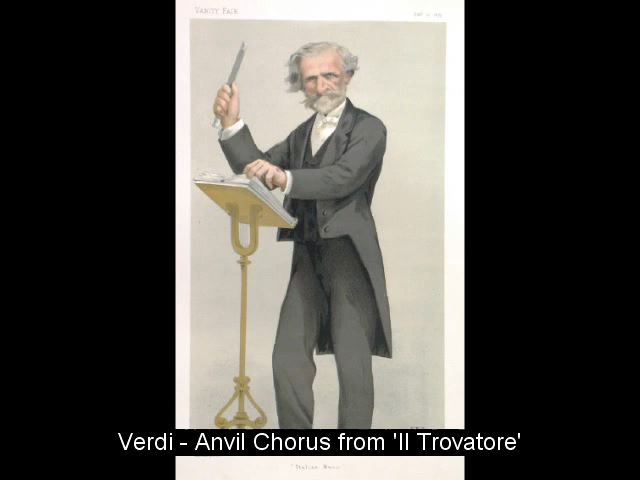 VANITY FAIR
Verdi - Anvil Chorus from 'Il Trovatore'
"Italian Music"